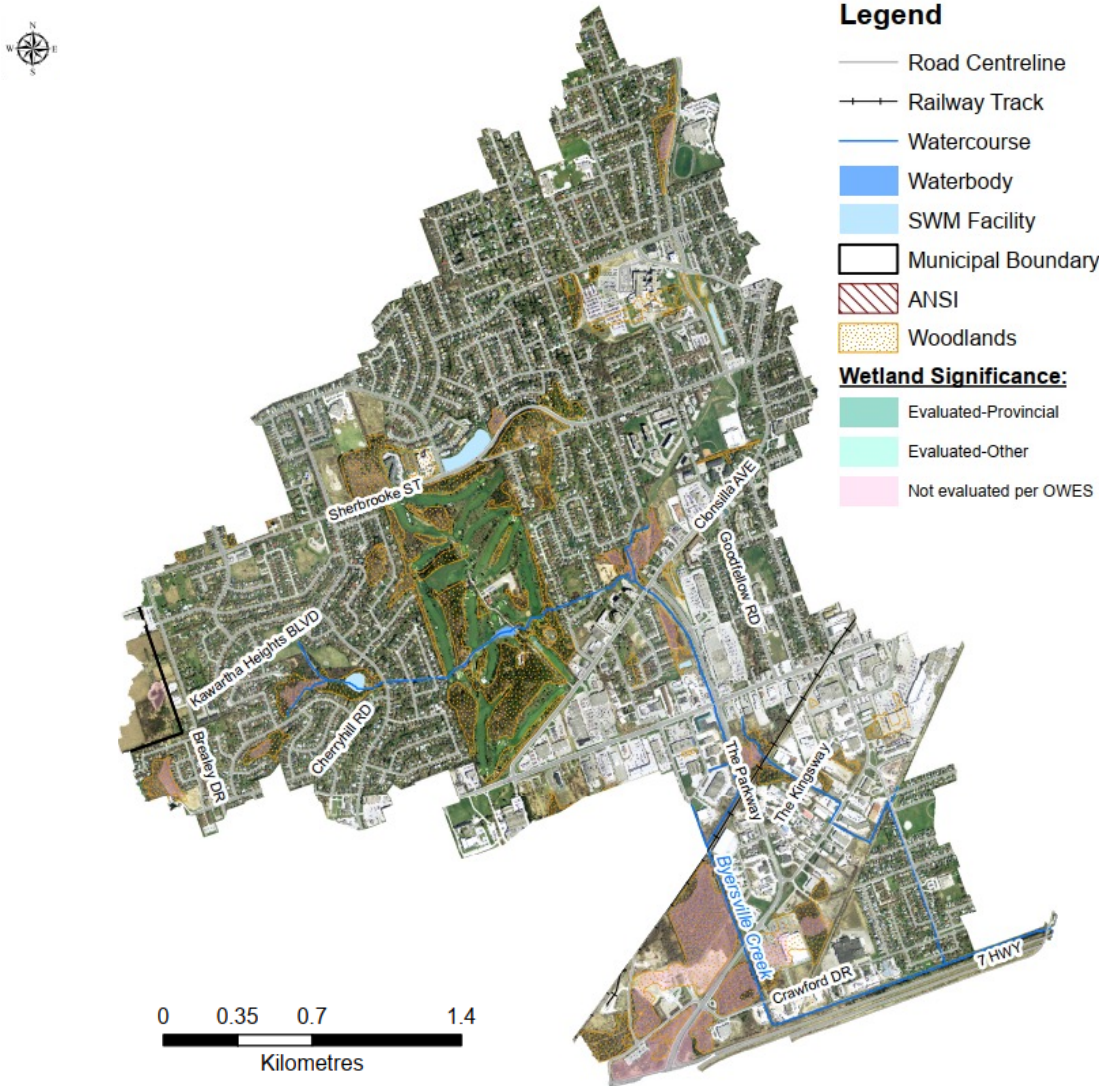 N
W E
S
Legend
Road Centreline
Railway Track
Watercourse
Waterbody
SWM Facility
Municipal Boundary
ANSI
Woodlands
Wetland Significance:
Evaluated-Provincial
Evaluated-Other
Not evaluated per OWES
Sherbrooke ST
Clonsilla AVE
Goodfellow RD
Kawartha Heights BLVD
Brealey DR
Cherryhill RD
The Parkway
The Kingsway
Byersville Creek
Crawford DR
7 HWY
0 0.35 0.7 1.4
Kilometres